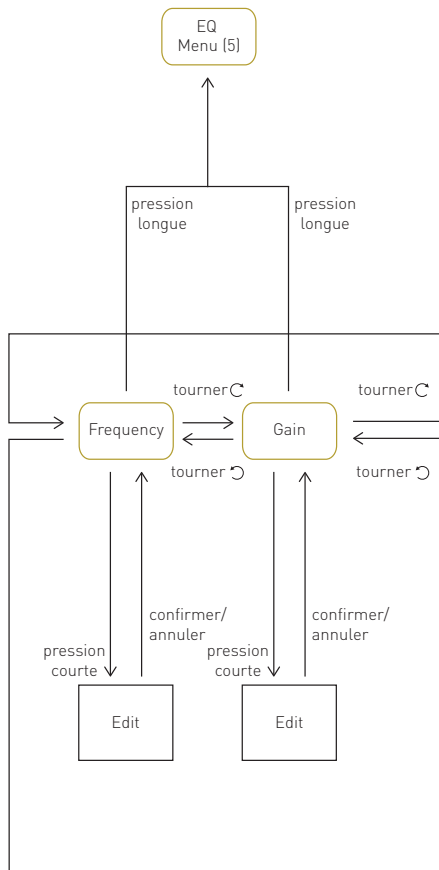 EQ
Menu (5)
pression
longue
pression
longue
tourner
tourner
Frequency
Gain
tourner
tourner
confirmer/
annuler
confirmer/
annuler
pression
courte
pression
courte
Edit
Edit